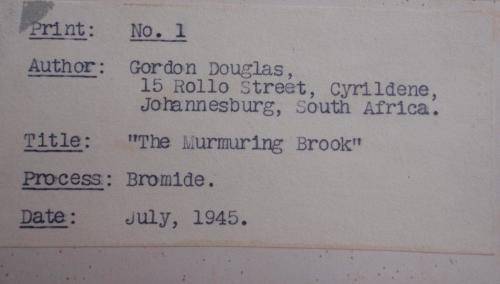 Print: No. 1
Author: Gordon Douglas,
15 Rollo Street, Cyrildene,
Johannesburg, South Africa.
Title: "The Murmuring Brook"
Process: Bromide.
Date: July, 1945.